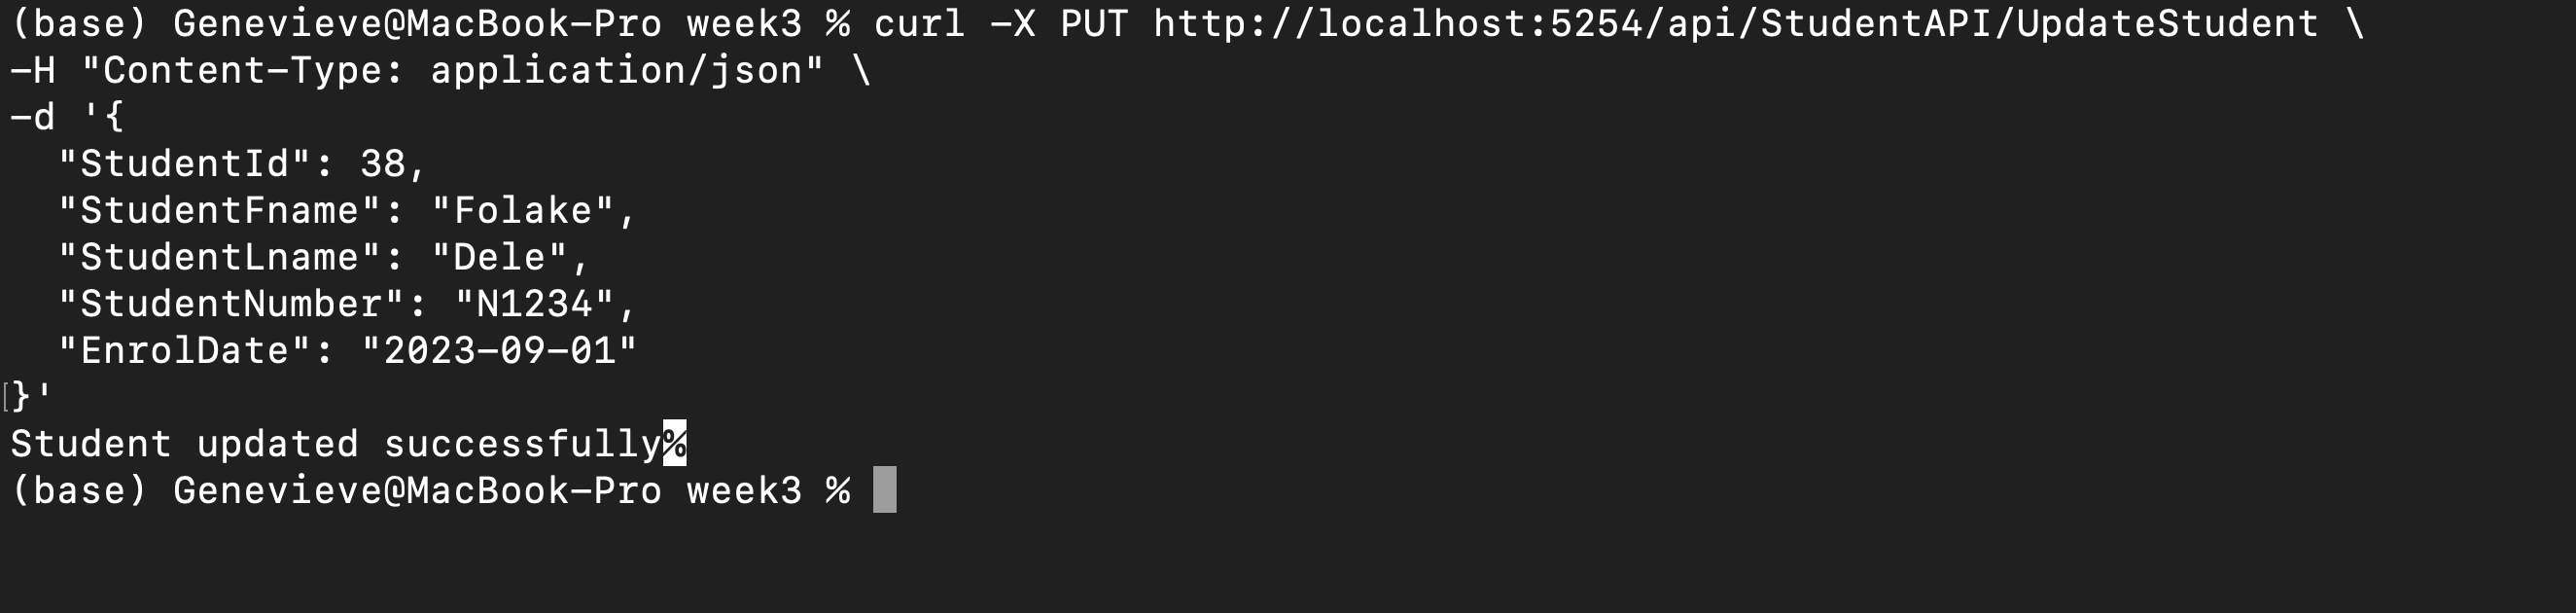 (base) Genevieve@MacBook-Pro week3 % curl -X PUT http://localhost:5254/api/StudentAPI/UpdateStudent \
-H "Content-Type: application/json" \
-d '{
  "StudentId": 38,
  "StudentFname": "Folake",
  "StudentLname": "Dele",
  "StudentNumber": "N1234",
  "EnrolDate": "2023-09-01"
[}'
Student updated successfully%
(base) Genevieve@MacBook-Pro week3 %